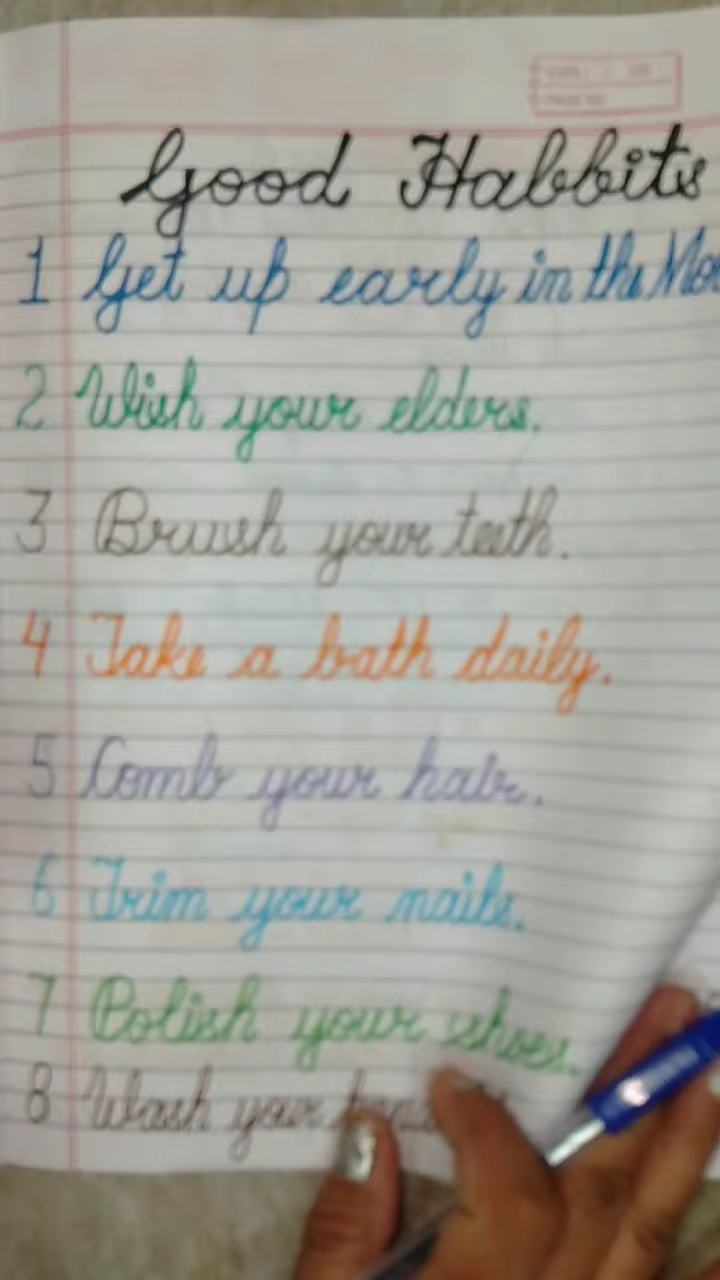 Good Habbits
1 Get up early in the Mor
2 Wish your elders.
3 Brush your teeth.
4 Take a bath daily.
5 Comb your hair.
6 Trim your nails.
7 Polish your shoes.
8 Wash your